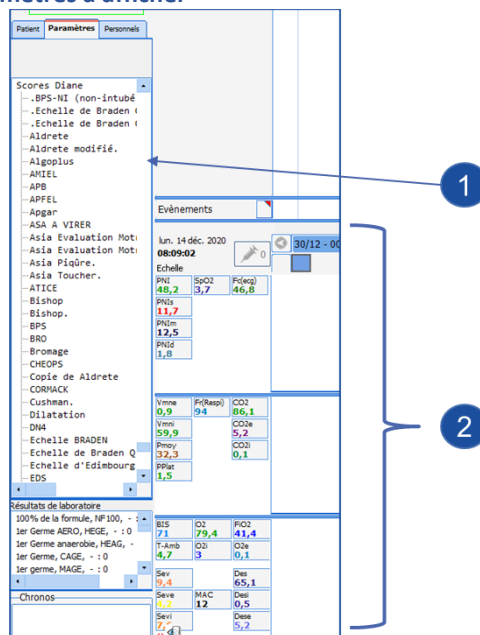 Patient Paramètres Personnels
Scores Diane
.BPS-NI (non-intubé
.Echelle de Braden
.Echelle de Braden
Aldrete
Aldrete modifié.
Algoplus
AMIEL
APB
APFEL
Apgar
ASA A VIRER
Asia Evaluation Mot
Asia Evaluation Mot
Asia Piqûre.
Asia Toucher.
ATICE
Bishop
Bishop.
BPS
BRO
Bromage
CHEOPS
Copie de Aldrete
CORMACK
Cushman.
Dilatation
DN4
Echelle BRADEN
Echelle de Braden Q
Echelle d'Edimbourg
EDS
Résultats de laboratoire
100% de la formule, NF100, - :
1er Germe AERO, HEGE, - : 0
1er Germe anaerobie, HEAG, -
1er Germe, CAGE, - : 0
1er germe, MAGE, - : 0
Chronos
Evènements
lun. 14 déc. 2020
08:09:02
0
30/12 - 00
Echelle
PNI SpO2 Fc(ecg)
48,2 3,7 46,8
PNIs
11,7
PNIm
12,5
PNId
1,8
Vmne Fr(Respi) CO2
0,9 94 86,1
Vmni CO2e
59,9 5,2
Pmoy CO2i
32,3 0,1
PPlat
1,5
BIS O2 FiO2
71 79,4 41,4
T-Amb O2i O2e
4,7 3 0,1
Sev Des
9,4 65,1
Seve MAC Desi
4,2 12 0,5
Sevi Dese
5,2
1
2